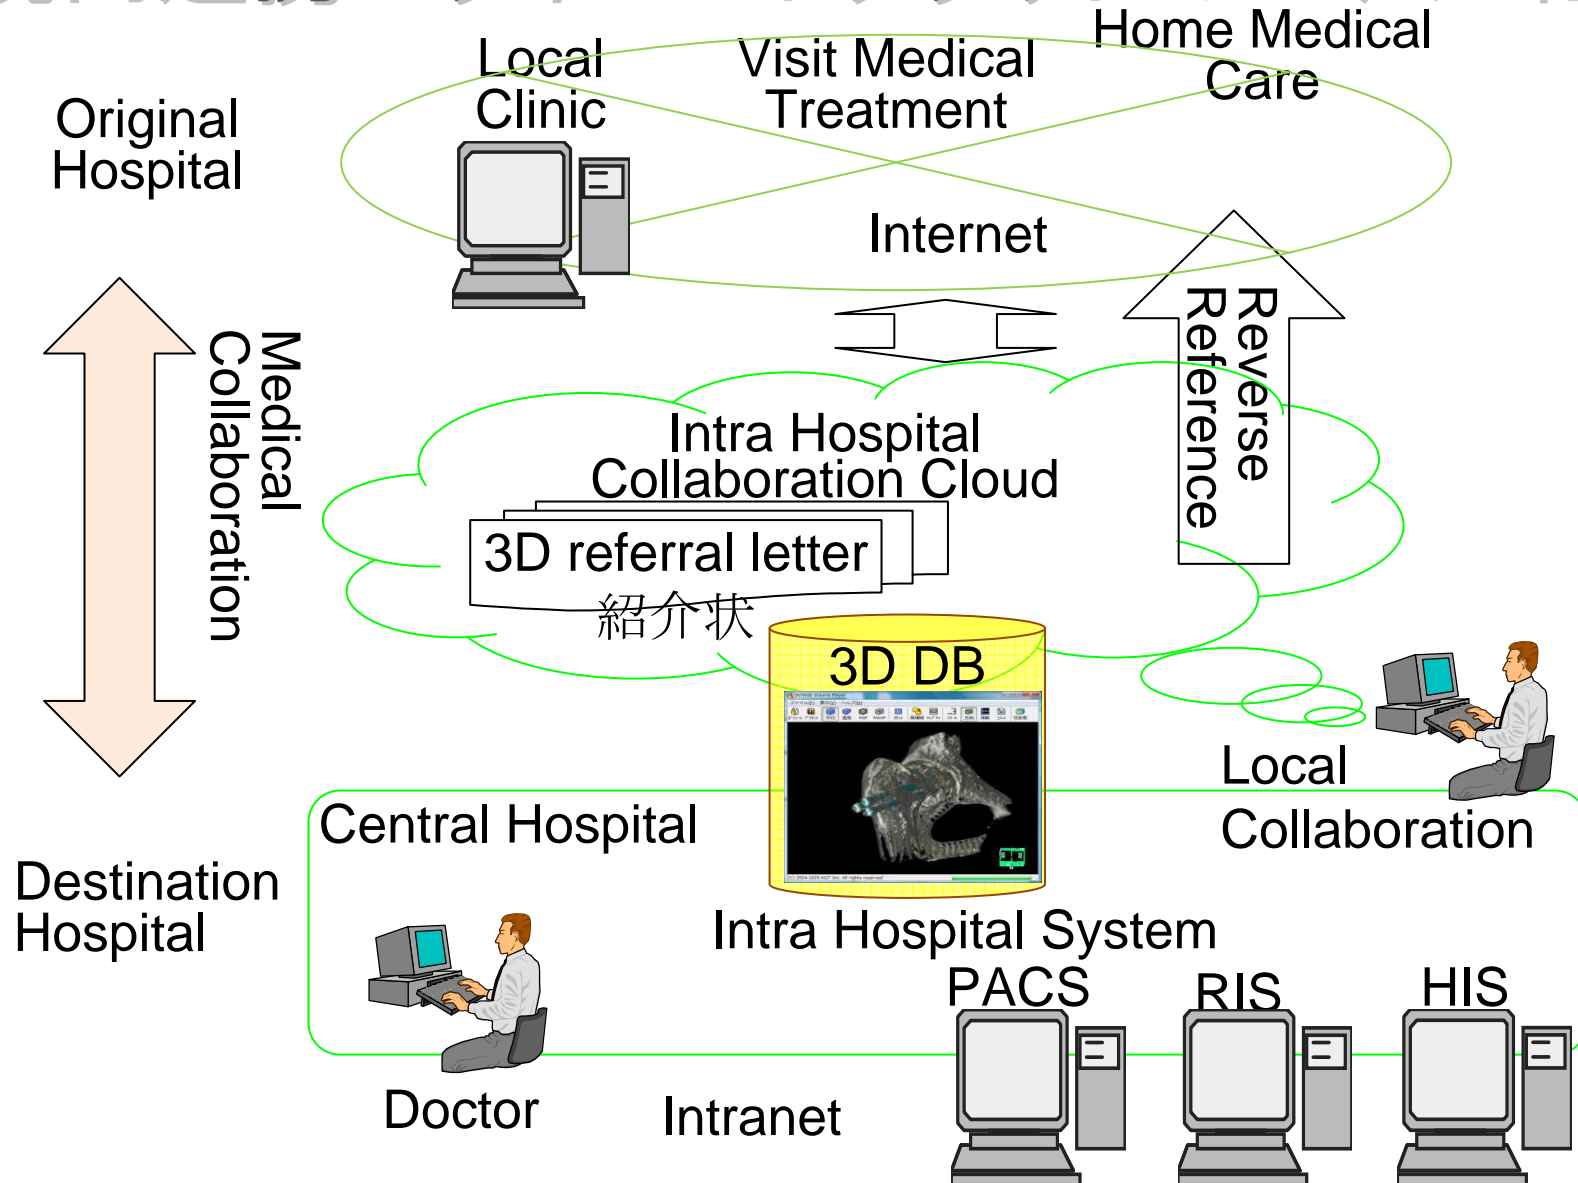 Local
Clinic
Visit Medical
Treatment
Home Medical
Care
Original
Hospital
Internet
Medical
Collaboration
Reverse
Reference
Intra Hospital
Collaboration Cloud
3D referral letter
紹介状
3D DB
Local
Collaboration
Central Hospital
Destination
Hospital
Intra Hospital System
PACS
RIS
HIS
Doctor
Intranet